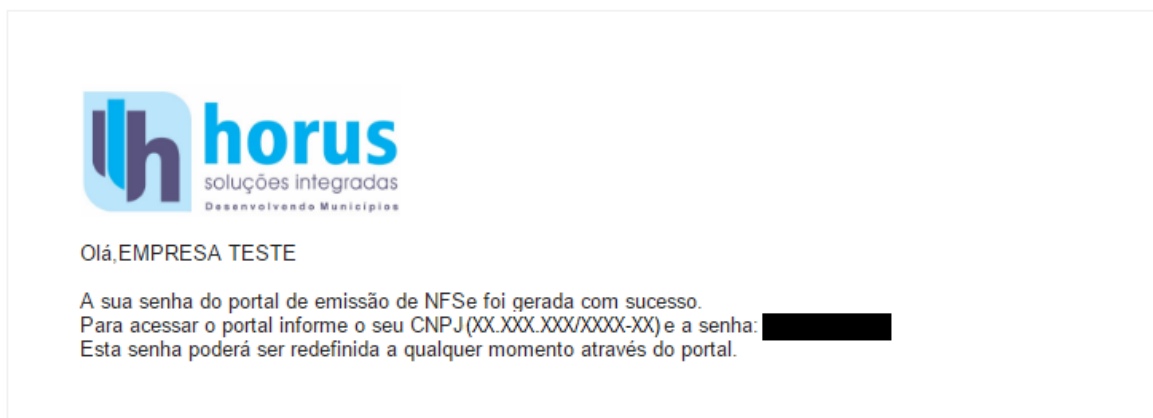 horus
soluções integradas
Desenvolvendo Municípios
Olá,EMPRESA TESTE
A sua senha do portal de emissão de NFSe foi gerada com sucesso.
Para acessar o portal informe o seu CNPJ(XX.XXX.XXX/XXXX-XX) e a senha:
Esta senha poderá ser redefinida a qualquer momento através do portal.